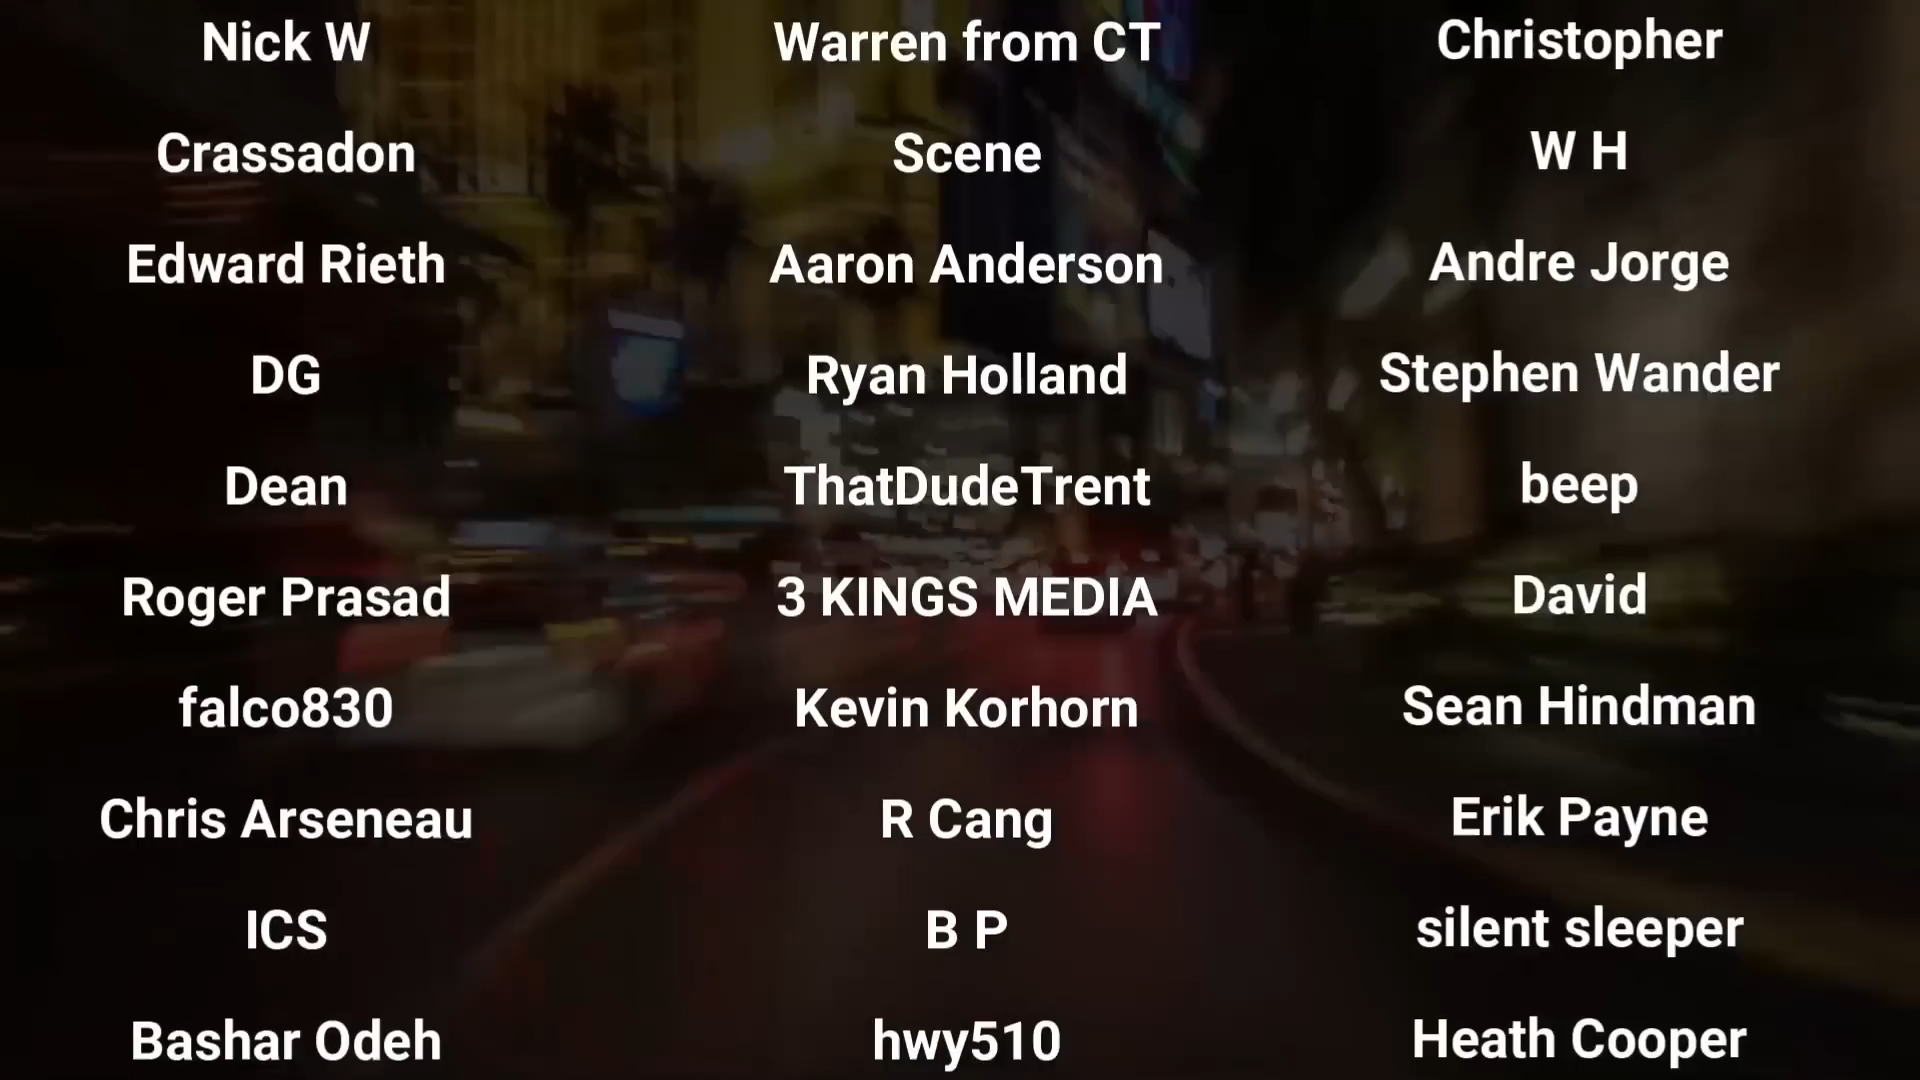 Nick W
Warren from CT
Christopher
Crassadon
Scene
W H
Edward Rieth
Aaron Anderson
Andre Jorge
DG
Ryan Holland
Stephen Wander
Dean
ThatDudeTrent
beep
Roger Prasad
3 KINGS MEDIA
David
falco830
Kevin Korhorn
Sean Hindman
Chris Arseneau
R Cang
Erik Payne
ICS
B P
silent sleeper
Bashar Odeh
hwy510
Heath Cooper